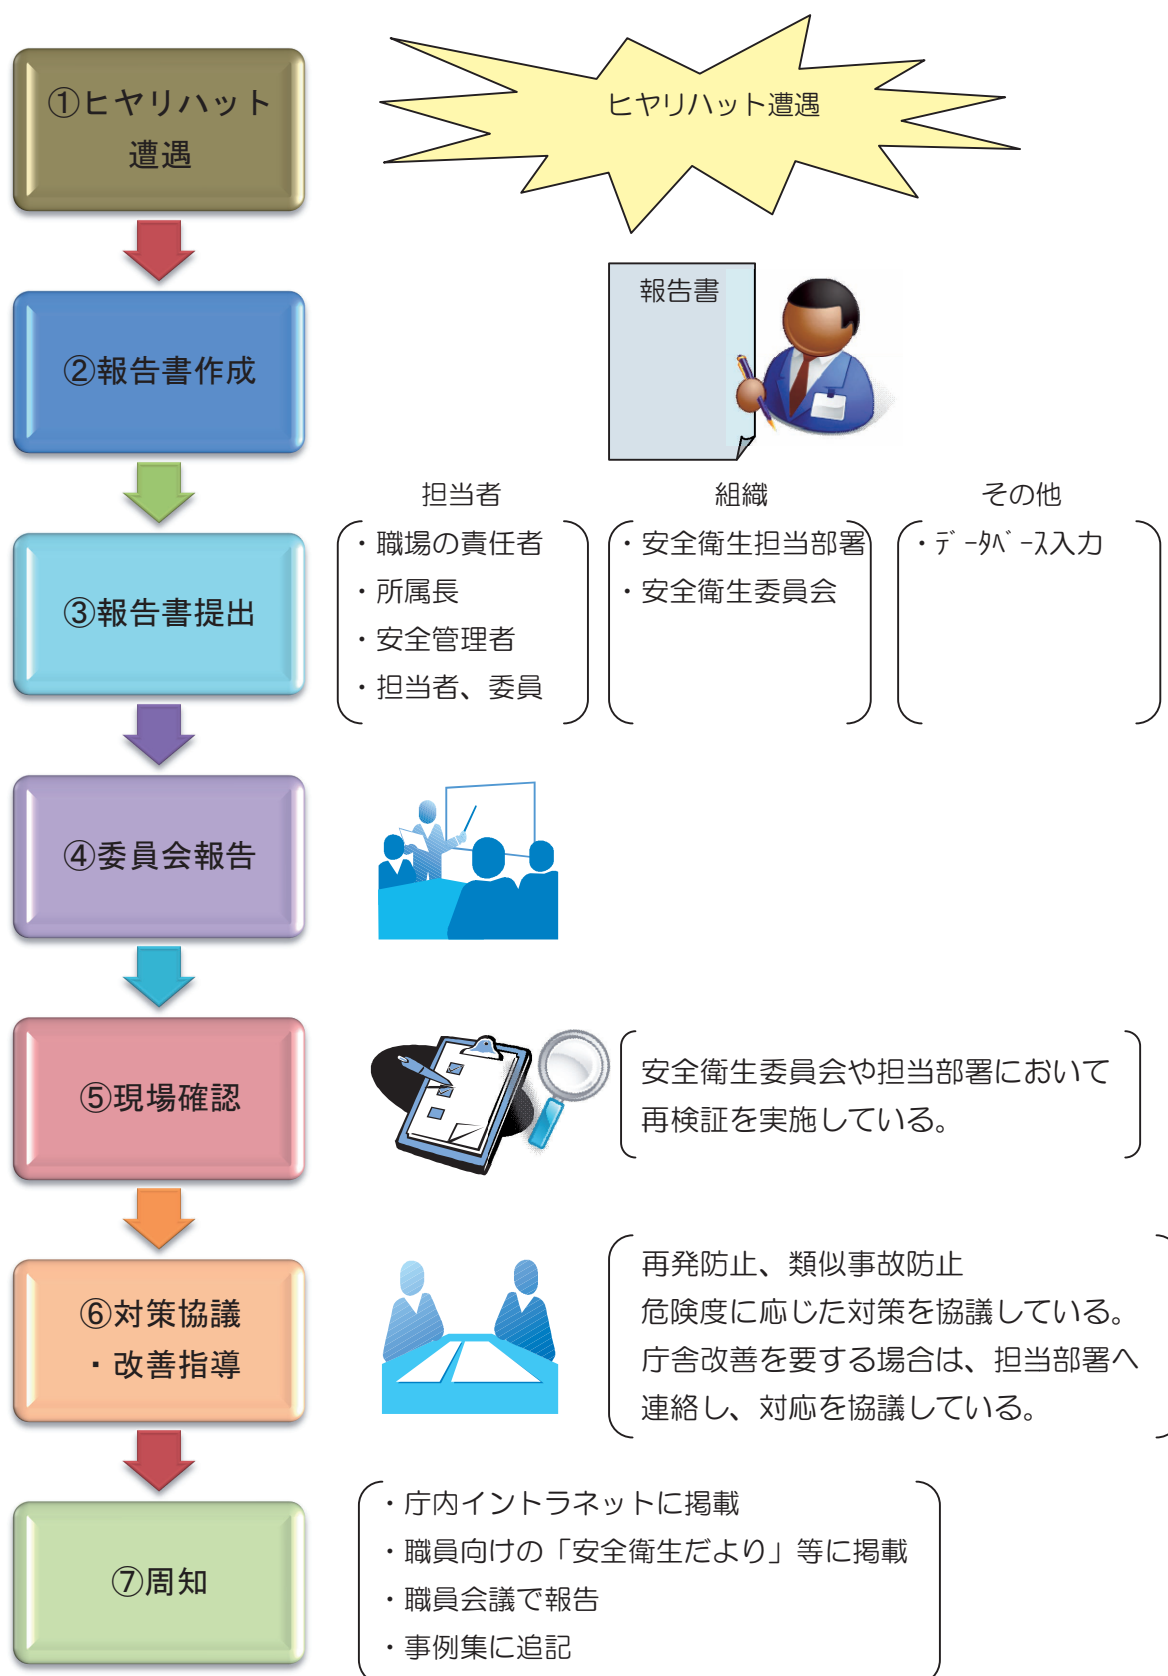 ①ヒヤリハット
遭遇
ヒヤリハット遭遇
②報告書作成
報告書
③報告書提出
担当者
・職場の責任者
・所属長
・安全管理者
・担当者、委員
組織
・安全衛生担当部署
・安全衛生委員会
その他
・ﾃﾞｰﾀﾍﾞｰｽ入力
④委員会報告
⑤現場確認
安全衛生委員会や担当部署において
再検証を実施している。
⑥対策協議
・改善指導
再発防止、類似事故防止
危険度に応じた対策を協議している。
庁舎改善を要する場合は、担当部署へ
連絡し、対応を協議している。
⑦周知
・庁内イントラネットに掲載
・職員向けの「安全衛生だより」等に掲載
・職員会議で報告
・事例集に追記